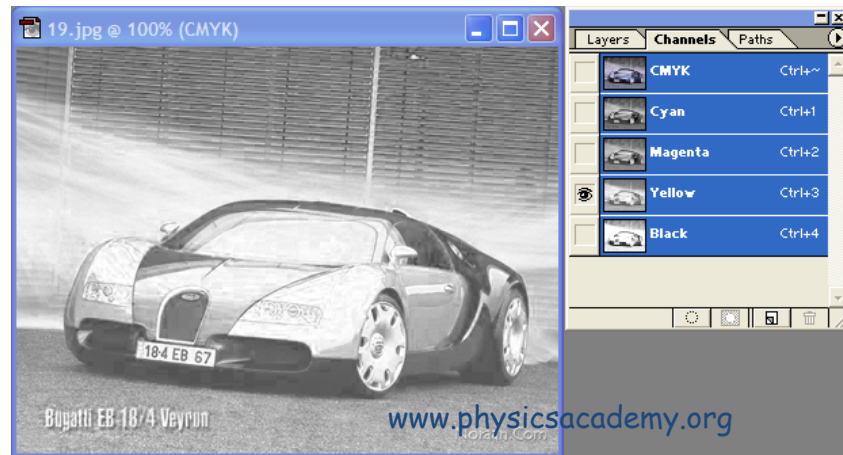 19.jpg @ 100% (CMYK)
Layers Channels Paths
CMYK Ctrl+~
Cyan Ctrl+1
Magenta Ctrl+2
Yellow Ctrl+3
Black Ctrl+4
18·4 EB 67
Bugatti EB 18/4 Veyron
www.physicsacademy.org